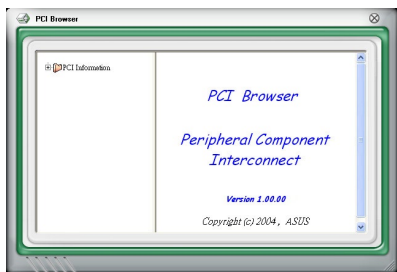 PCI Browser
PCI Information
PCI Browser
Peripheral Component
Interconnect
Version 1.00.00
Copyright (c) 2004, ASUS